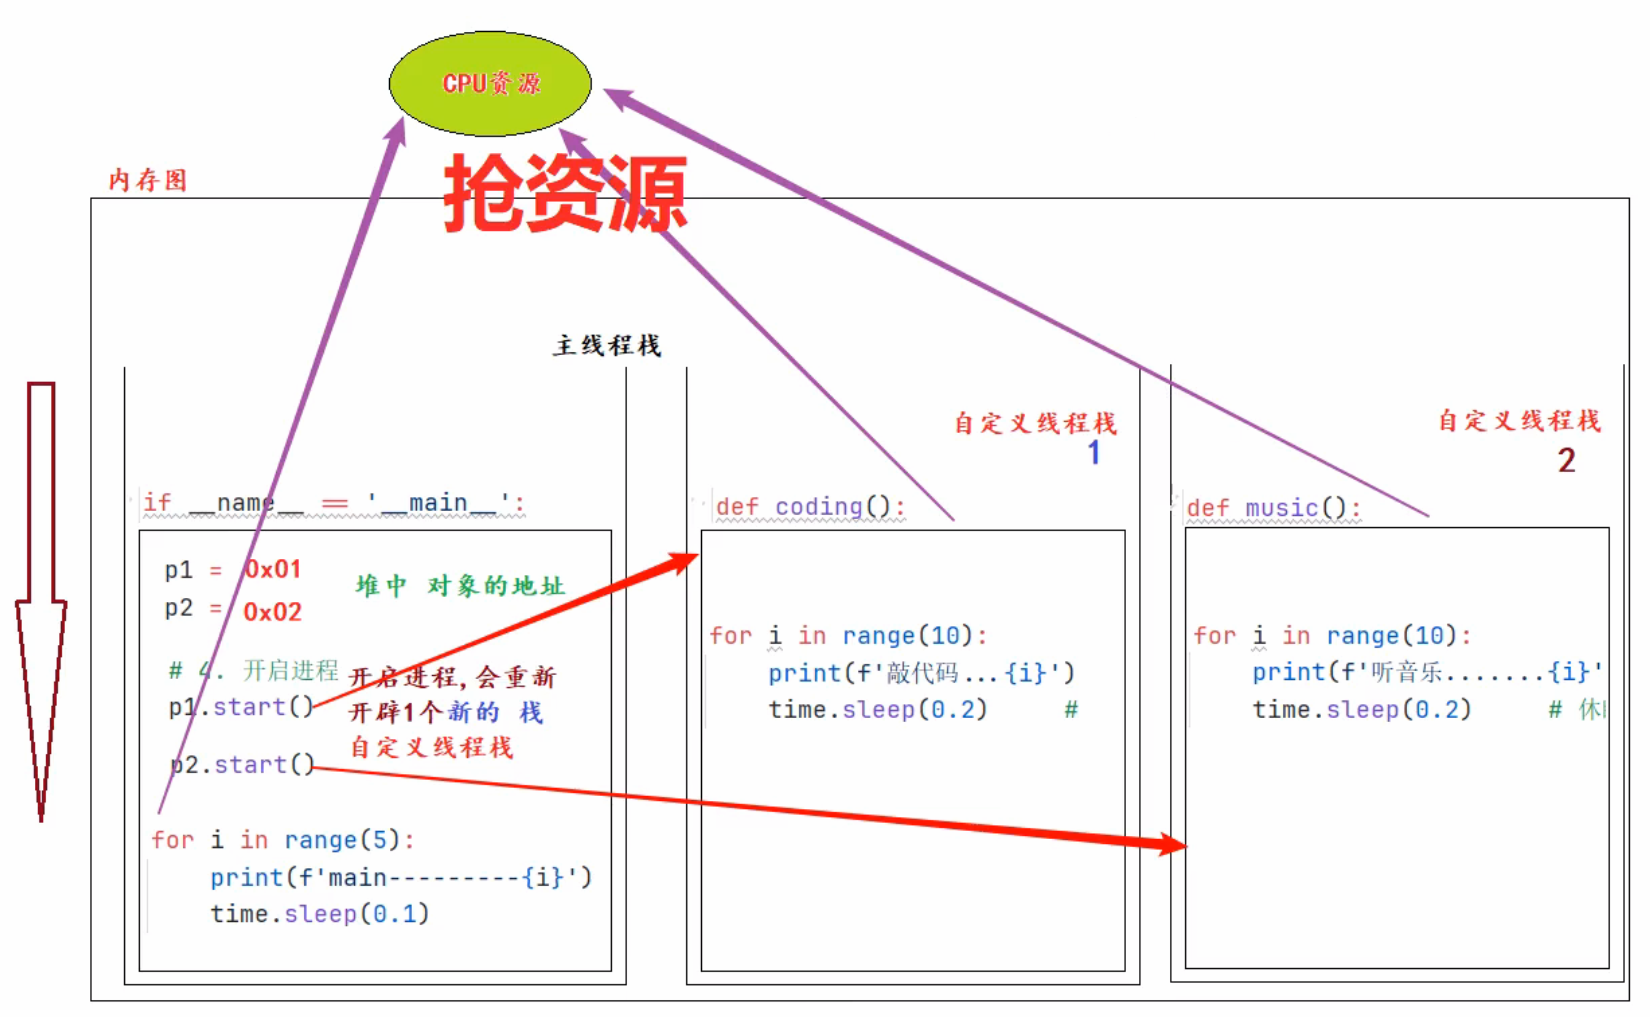 CPU资源
抢资源
内存图
主线程栈
if __name__ == '__main__':
p1 = 0x01
p2 = 0x02
堆中 对象的地址
# 4. 开启进程
p1.start()
p2.start()
开启进程,会重新
开辟1个新的 栈
自定义线程栈
for i in range(5):
print(f'main---------{i}')
time.sleep(0.1)
自定义线程栈
1
def coding():
for i in range(10):
print(f'敲代码...{i}')
time.sleep(0.2) #
自定义线程栈
2
def music():
for i in range(10):
print(f'听音乐.......{i}'
time.sleep(0.2) # 休